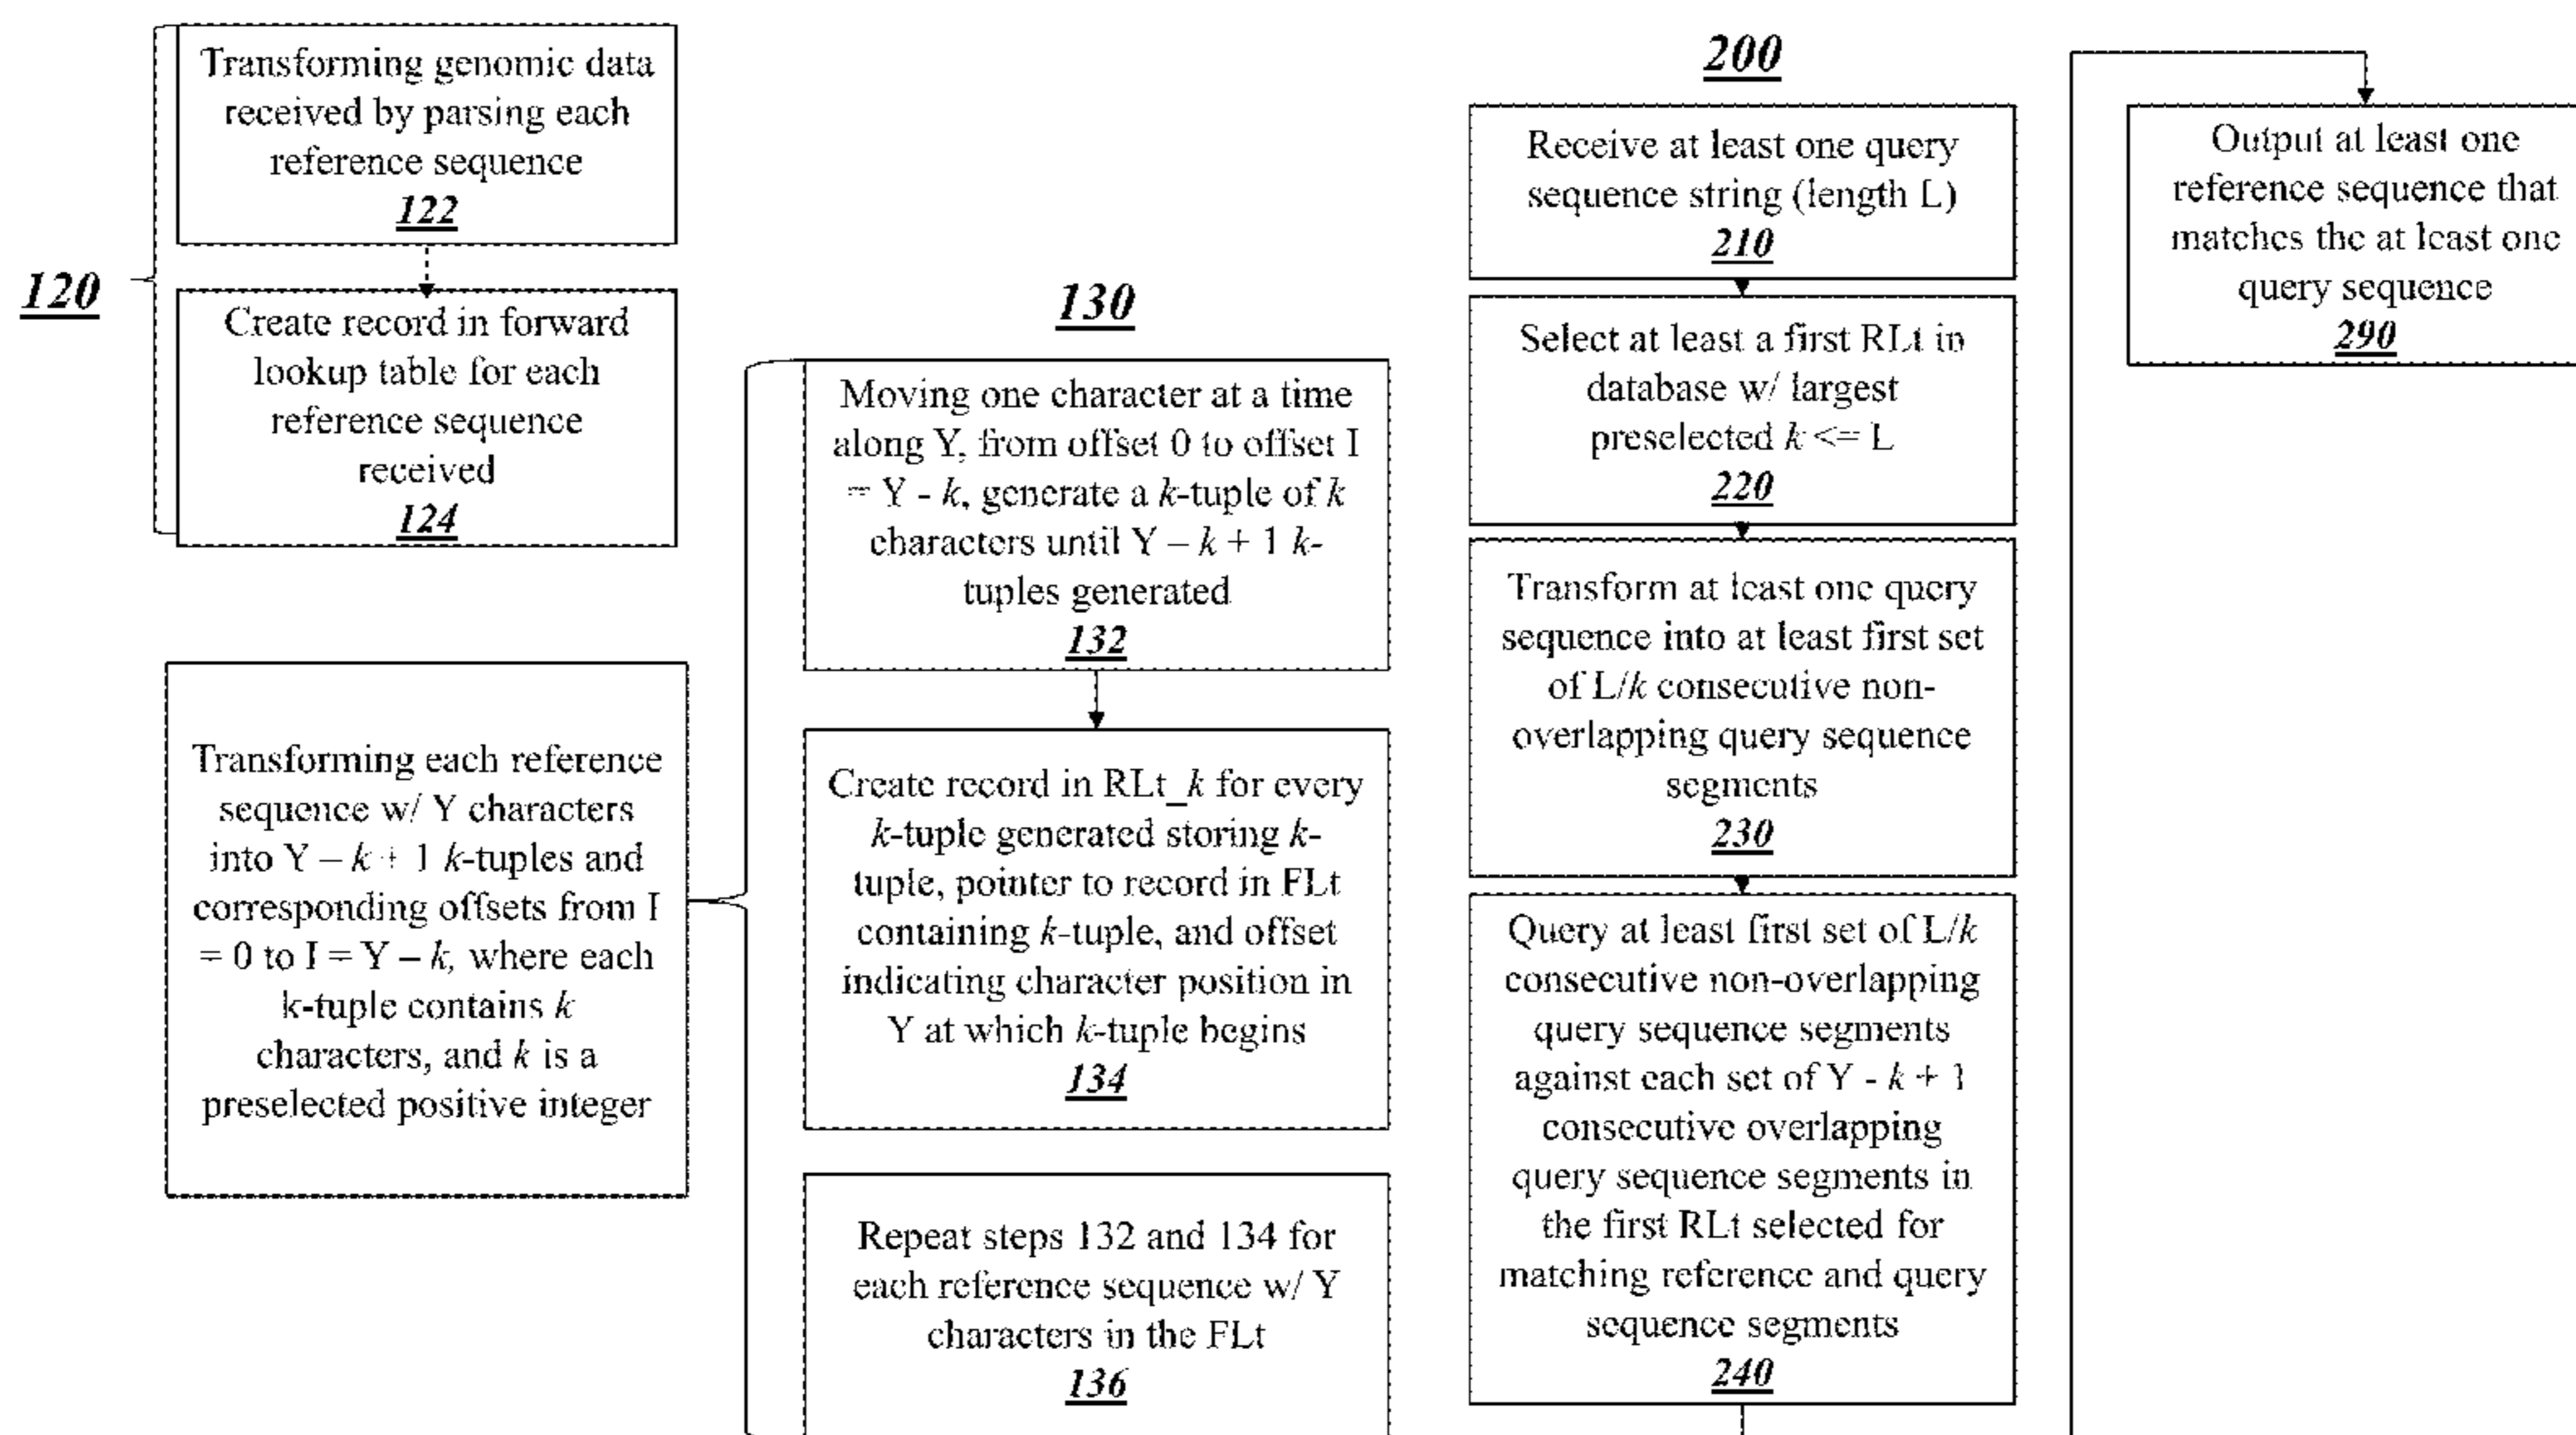 120
Transforming genomic data
received by parsing each
reference sequence
122
Create record in forward
lookup table for each
reference sequence
received
124
Transforming each reference
sequence w/ Y characters
into Y – k + 1 k-tuples and
corresponding offsets from I
= 0 to I = Y – k, where each
k-tuple contains k
characters, and k is a
preselected positive integer
130
Moving one character at a time
along Y, from offset 0 to offset I
= Y - k, generate a k-tuple of k
characters until Y – k + 1 k-
tuples generated
132
Create record in RLt_k for every
k-tuple generated storing k-
tuple, pointer to record in FLt
containing k-tuple, and offset
indicating character position in
Y at which k-tuple begins
134
Repeat steps 132 and 134 for
each reference sequence w/ Y
characters in the FLt
136
200
Receive at least one query
sequence string (length L)
210
Select at least a first RLt in
database w/ largest
preselected k <= L
220
Transform at least one query
sequence into at least first set
of L/k consecutive non-
overlapping query sequence
segments
230
Query at least first set of L/k
consecutive non-overlapping
query sequence segments
against each set of Y - k + 1
consecutive overlapping
query sequence segments in
the first RLt selected for
matching reference and query
sequence segments
240
Output at least one
reference sequence that
matches the at least one
query sequence
290